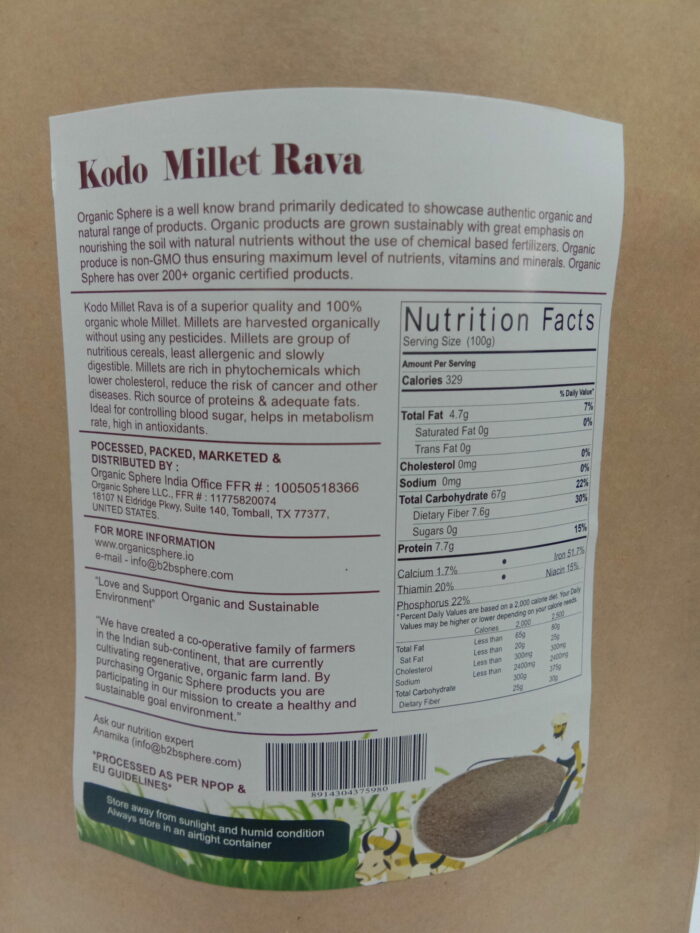 Kodo Millet Rava
Organic Sphere is a well know brand primarily dedicated to showcase authentic organic and
natural range of products. Organic products are grown sustainably with great emphasis on
nourishing the soil with natural nutrients without the use of chemical based fertilizers. Organic
produce is non-GMO thus ensuring maximum level of nutrients, vitamins and minerals. Organic
Sphere has over 200+ organic certified products.
Kodo Millet Rava is of a superior quality and 100%
organic whole Millet. Millets are harvested organically
without using any pesticides. Millets are group of
nutritious cereals, least allergenic and slowly
digestible. Millets are rich in phytochemicals which
lower cholesterol, reduce the risk of cancer and other
diseases. Rich source of proteins & adequate fats.
Ideal for controlling blood sugar, helps in metabolism
rate, high in antioxidants.
POCESSED, PACKED, MARKETED &
DISTRIBUTED BY :
Organic Sphere India Office FFR # : 10050518366
Organic Sphere LLC., FFR # : 11775820074
18107 N Eldridge Pkwy, Suite 140, Tomball, TX 77377,
UNITED STATES.
FOR MORE INFORMATION
www.organicsphere.io
e-mail - info@b2bsphere.com
"Love and Support Organic and Sustainable
Environment"
"We have created a co-operative family of farmers
in the Indian sub-continent, that are currently
cultivating regenerative, organic farm land. By
purchasing Organic Sphere products you are
participating in our mission to create a healthy and
sustainable goal environment."
Ask our nutrition expert
Anamika (info@b2bsphere.com)
*PROCESSED AS PER NPOP &
EU GUIDELINES*
Store away from sunlight and humid condition
Always store in an airtight container
Nutrition Facts
Serving Size (100g)
Amount Per Serving
Calories 329
% Daily Value*
Total Fat 4.7g 7%
Saturated Fat 0g 0%
Trans Fat 0g
Cholesterol 0mg 0%
Sodium 0mg 0%
Total Carbohydrate 67g 22%
Dietary Fiber 7.6g 30%
Sugars 0g
Protein 7.7g 15%
Calcium 1.7% • Iron 51.7%
Thiamin 20% • Niacin 15%
Phosphorus 22%
*Percent Daily Values are based on a 2,000 calorie diet. Your Daily
Values may be higher or lower depending on your calorie needs.
Calories 2,000 2,500
Total Fat Less than 65g 80g
Sat Fat Less than 20g 25g
Cholesterol Less than 300mg 300mg
Sodium Less than 2400mg 2400mg
Total Carbohydrate 300g 375g
Dietary Fiber 25g 30g
8914304375980